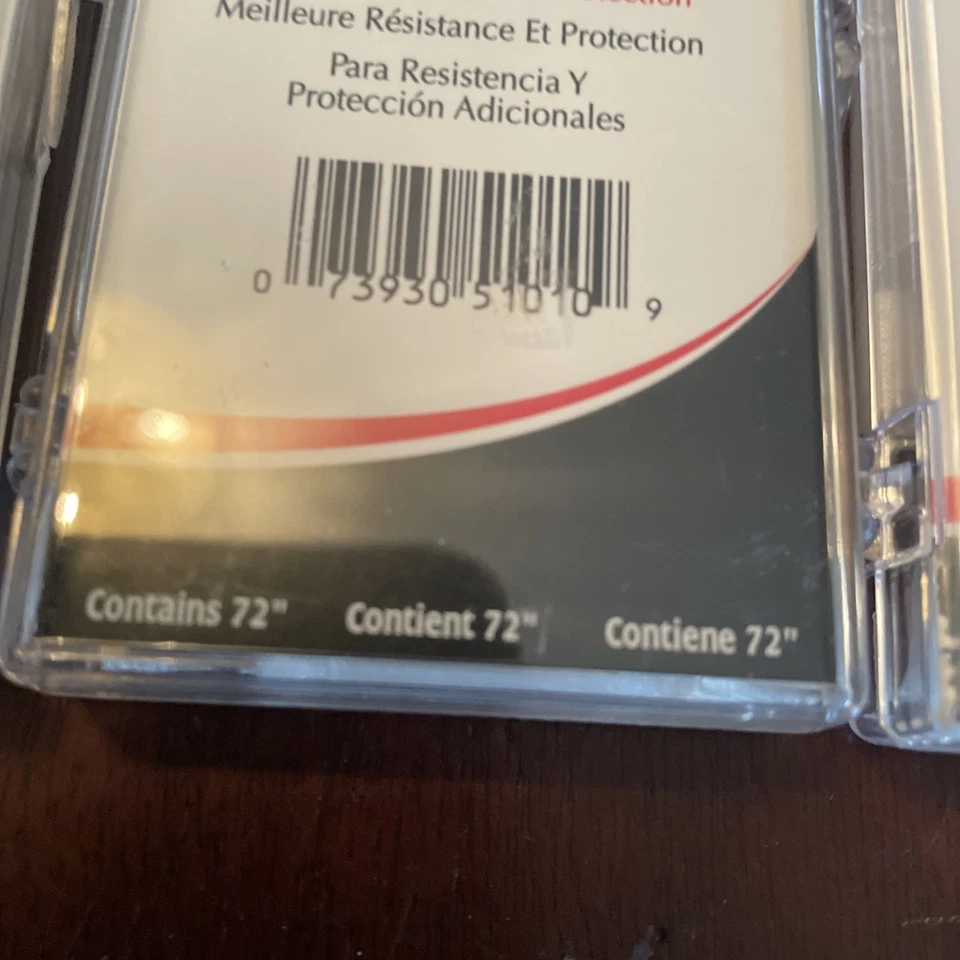 Meilleure Résistance Et Protection
Para Resistencia Y
Protección Adicionales
0 73930 51010 9
Contains 72" Contient 72" Contiene 72"